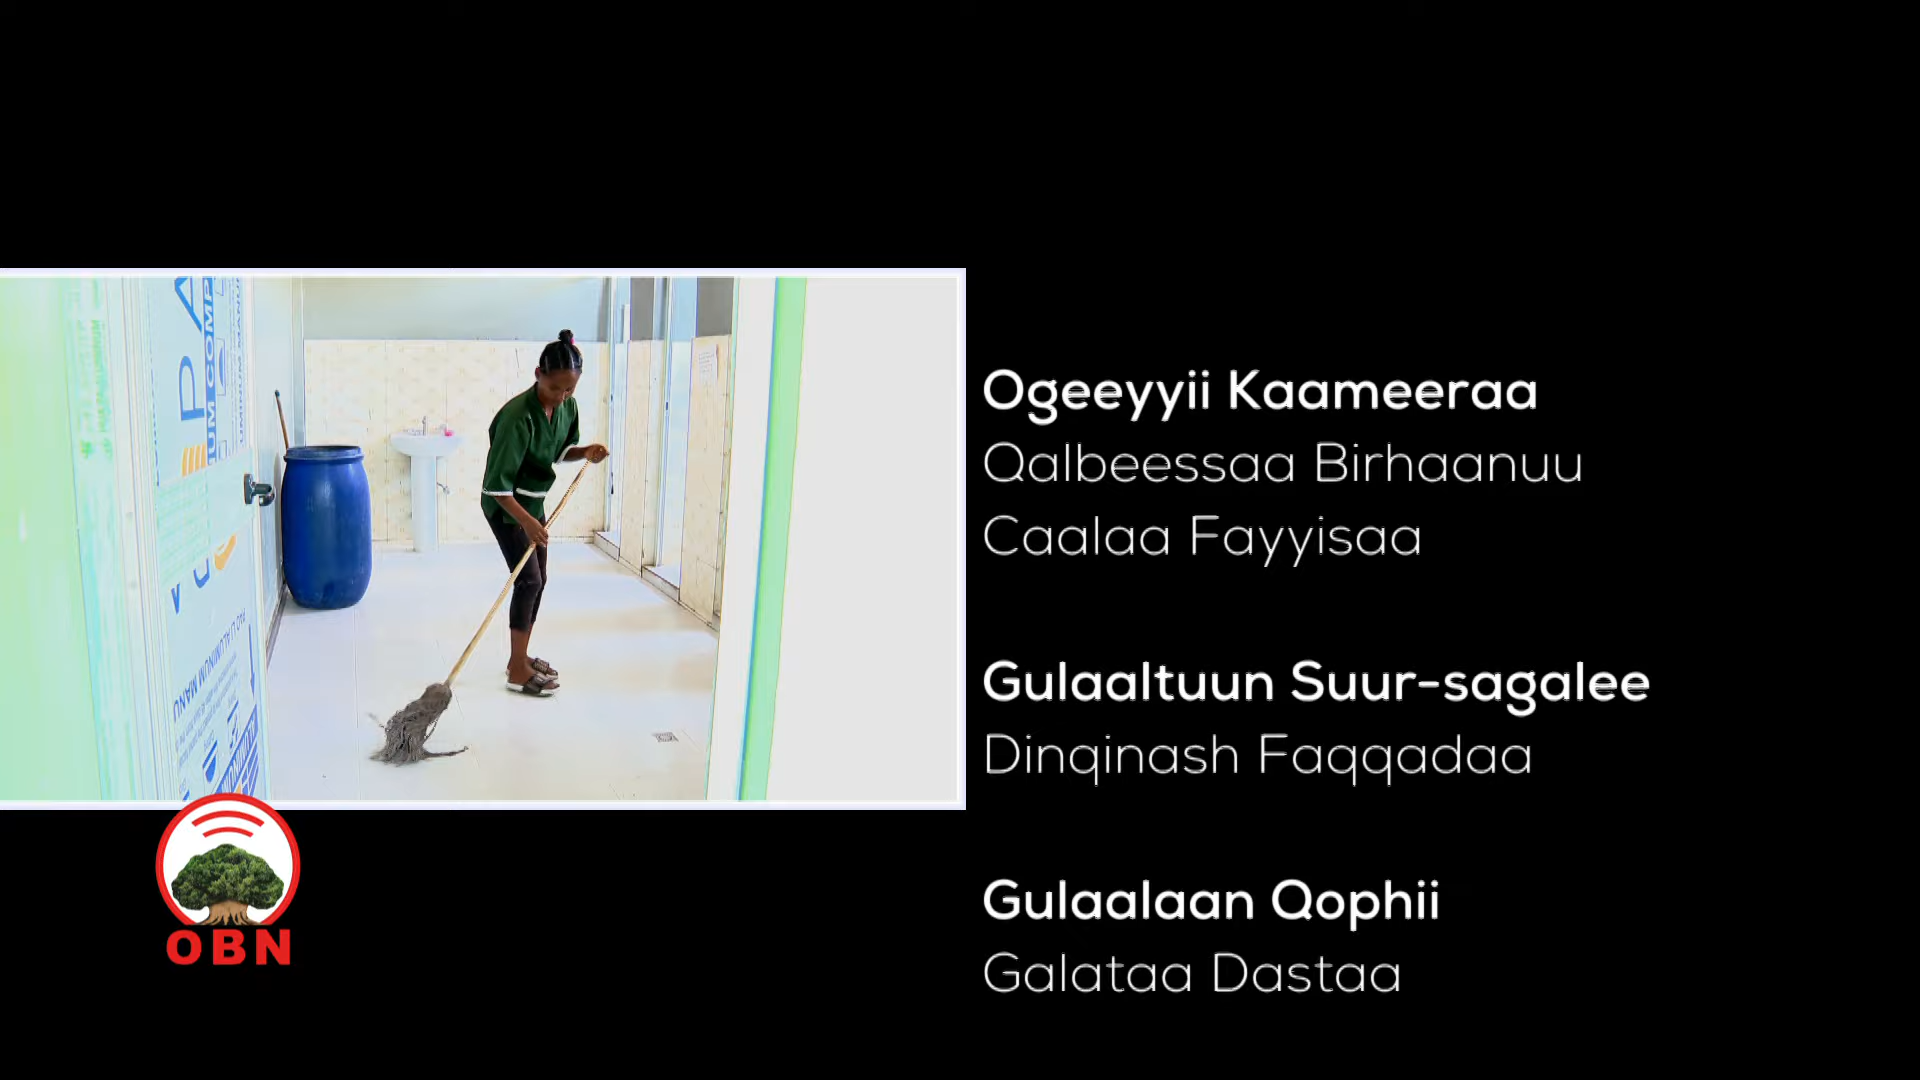 Ogeeyyii Kaameeraa
Qalbeessaa Birhaanuu
Caalaa Fayyisaa
Gulaaltuun Suur-sagalee
Dinqinash Faqqadaa
Gulaalaan Qophii
Galataa Dastaa
OBN